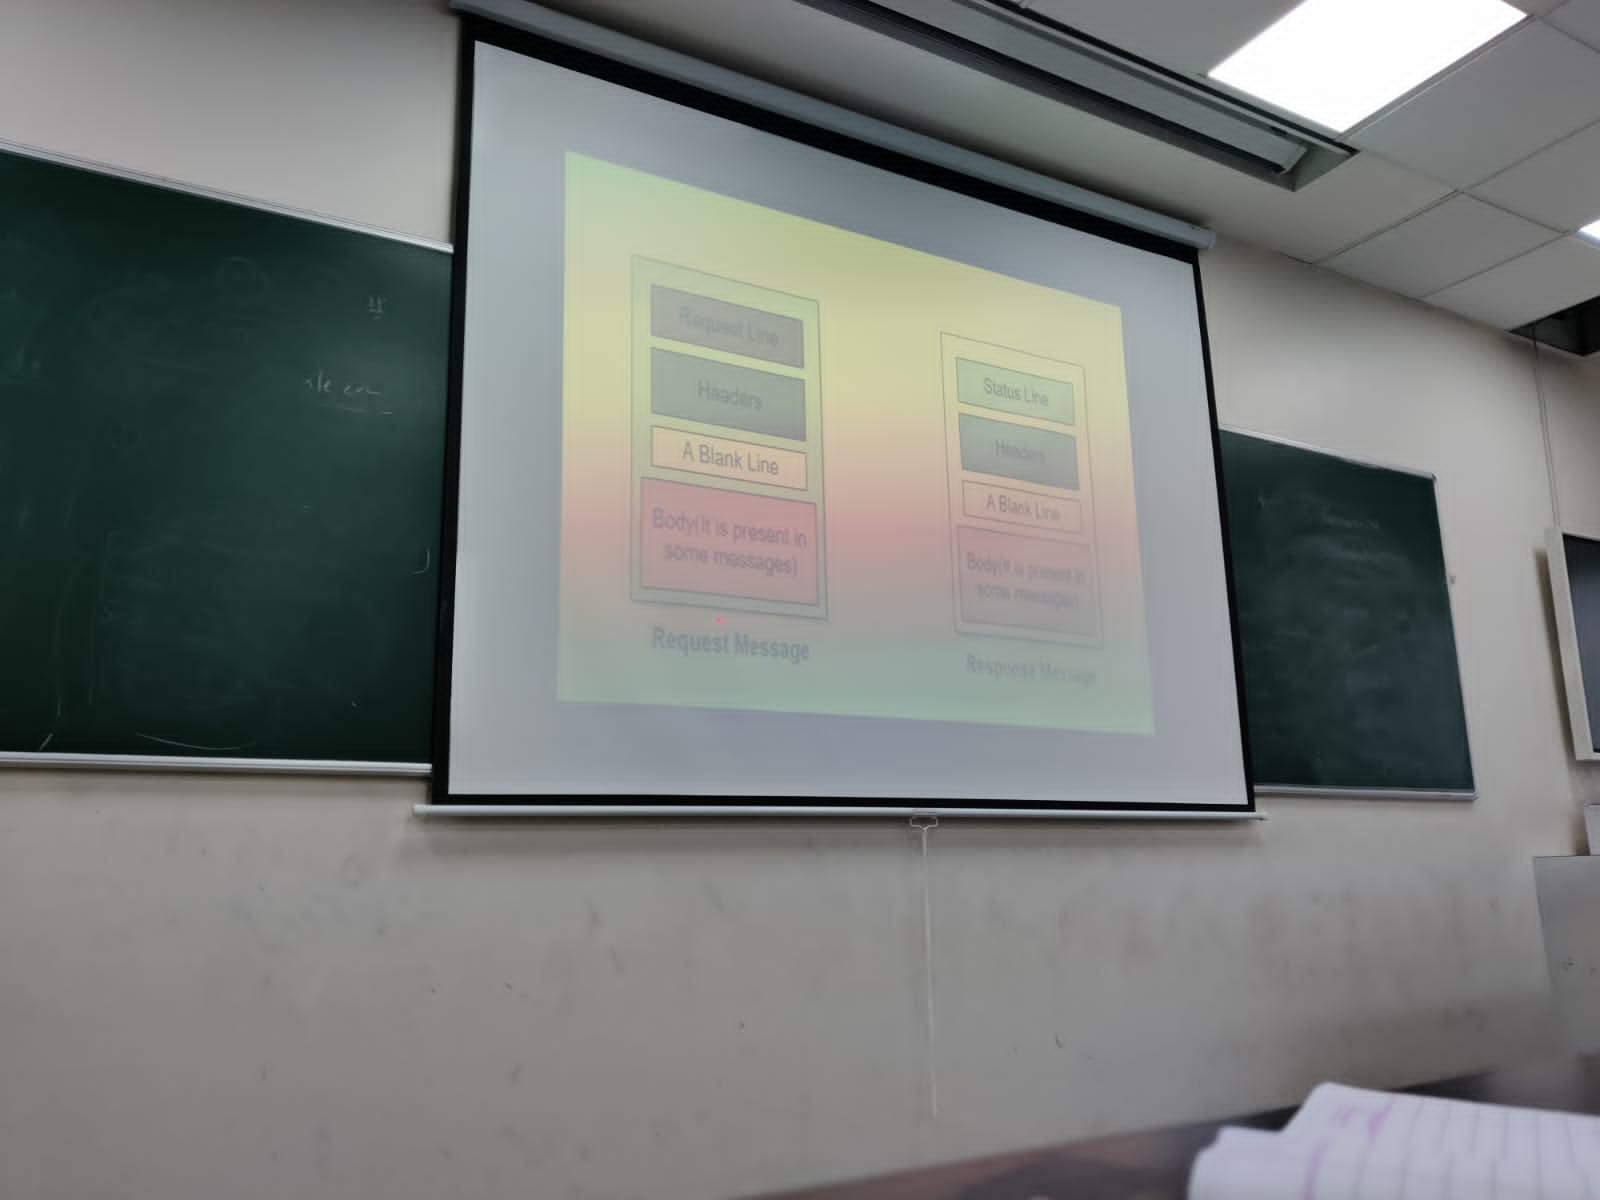 Request Line
Headers
A Blank Line
Body(It is present in
some messages)
Request Message
Status Line
Headers
A Blank Line
Body(It is present in
some messages)
Response Message